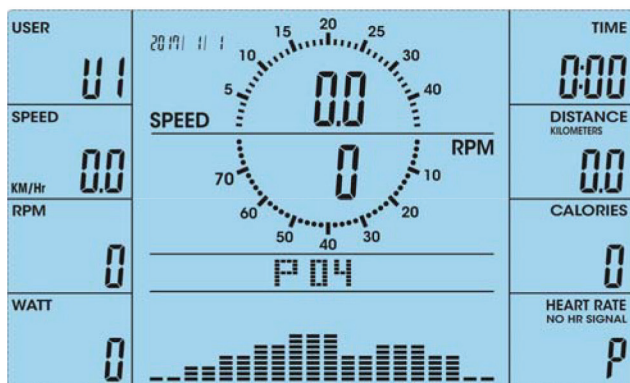 USER
U1
SPEED
KM/Hr 0.0
RPM
0
WATT
0
2017/ 1/ 1
5 10 15 20 25 30 40
SPEED 0.0
RPM 0
10 20 30 40 50 60 70
P04
TIME
0:00
DISTANCE
KILOMETERS
0.0
CALORIES
0
HEART RATE
NO HR SIGNAL
P